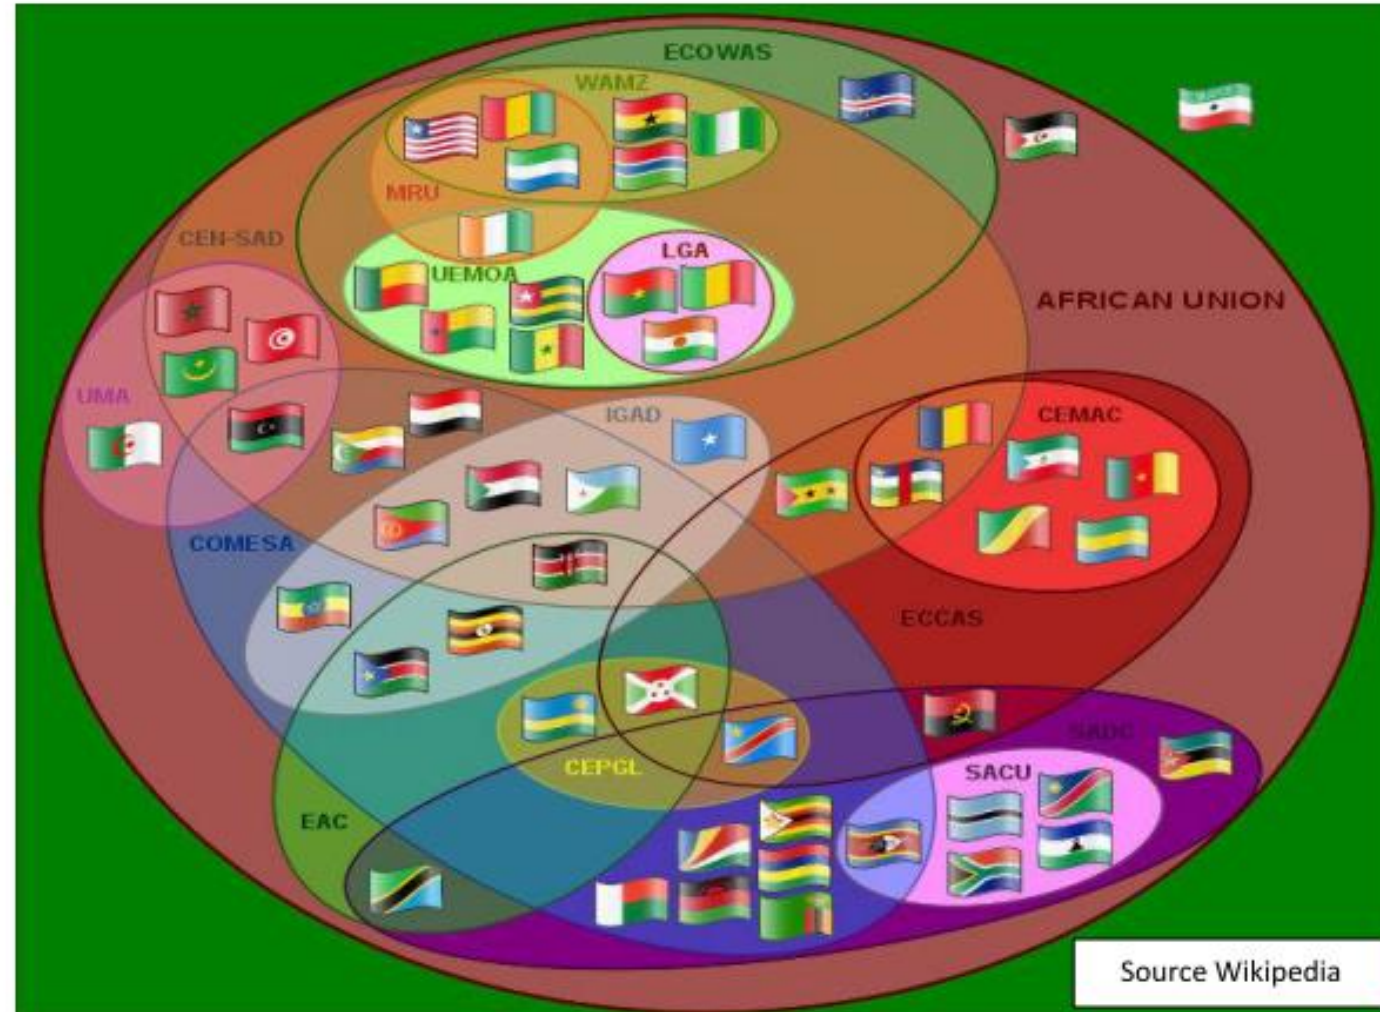 ECOWAS
WAMZ
MRU
CEN-SAD
LGA
UEMOA
AFRICAN UNION
UMA
IGAD
CEMAC
COMESA
ECCAS
SADC
CEPGL
SACU
EAC
Source Wikipedia